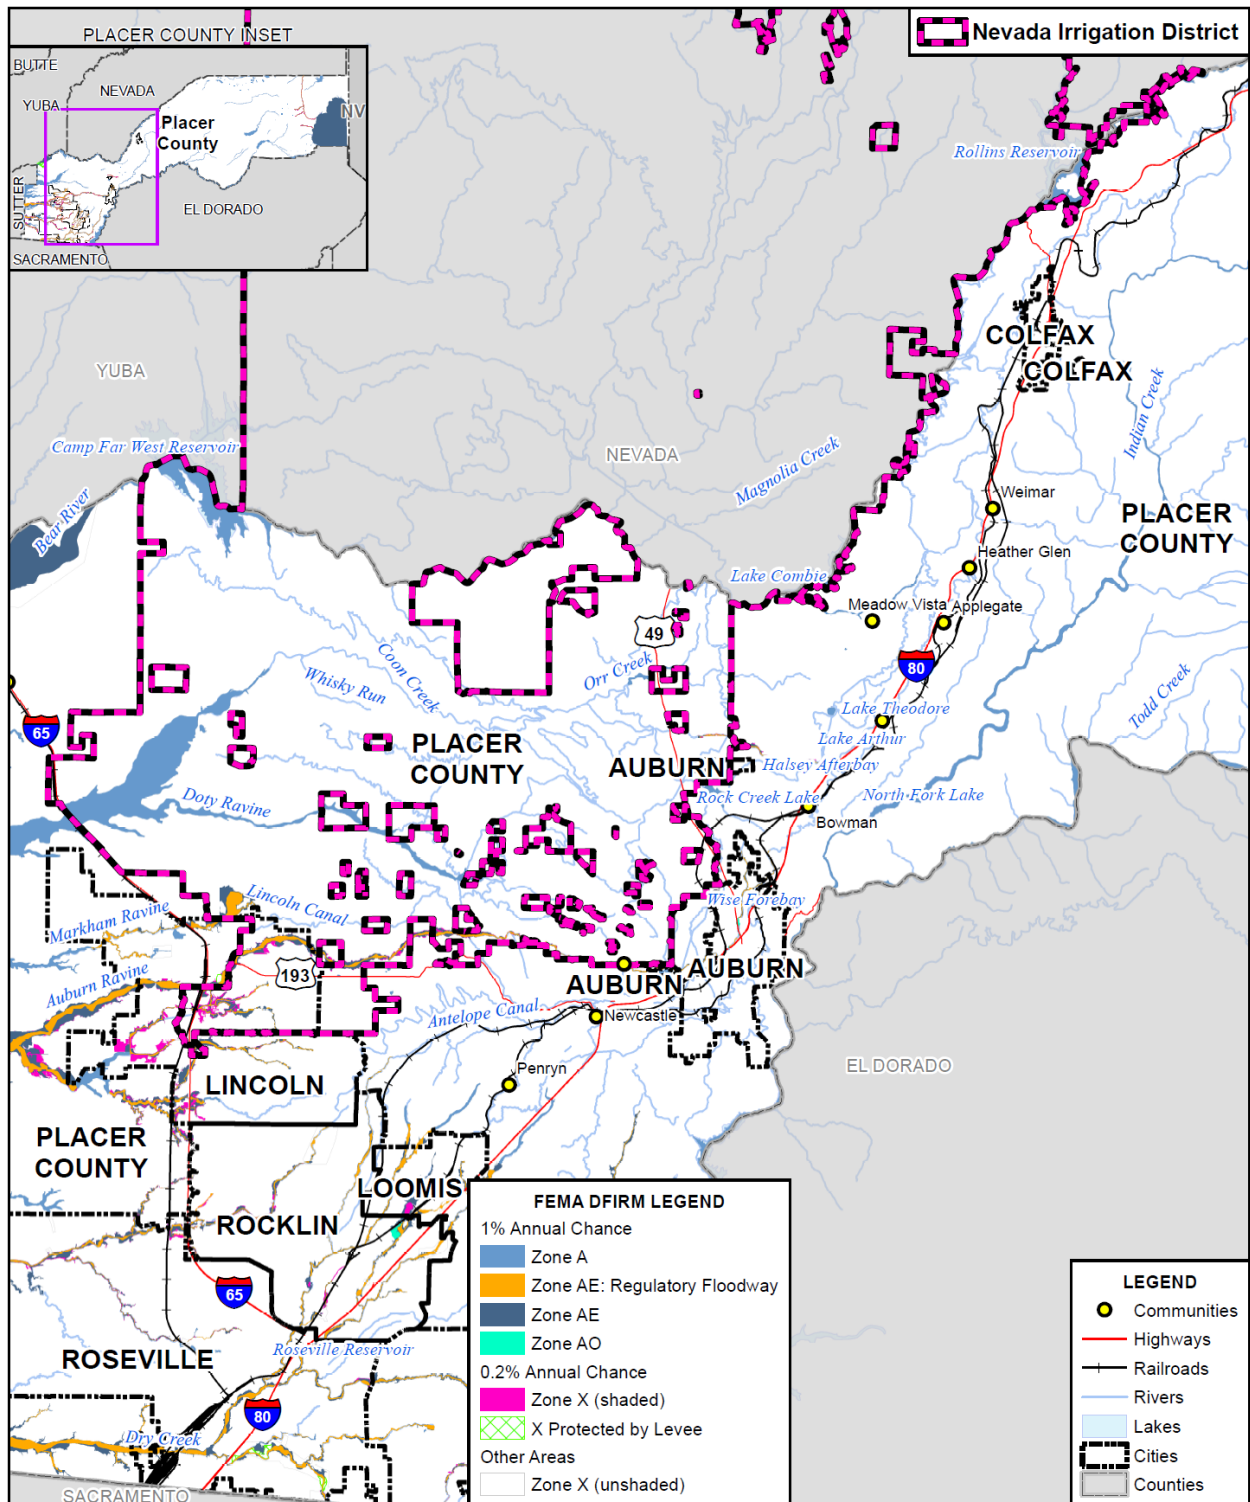 Nevada Irrigation District
PLACER COUNTY INSET
BUTTE
NEVADA
YUBA
NV
Placer
County
SUTTER
EL DORADO
SACRAMENTO
Rollins Reservoir
COLFAX
COLFAX
YUBA
Indian Creek
Camp Far West Reservoir
NEVADA
Magnolia Creek
Weimar
Bear River
PLACER
COUNTY
Heather Glen
Lake Combie
Meadow Vista
Applegate
49
Coon Creek
Orr Creek
80
Whisky Run
Todd Creek
Lake Theodore
65
Lake Arthur
PLACER
COUNTY
AUBURN
Halsey Afterbay
Doty Ravine
Rock Creek Lake
North Fork Lake
Bowman
Lincoln Canal
Wise Forebay
Markham Ravine
193
AUBURN
Auburn Ravine
AUBURN
Antelope Canal
Newcastle
Penryn
EL DORADO
LINCOLN
PLACER
COUNTY
LOOMIS
ROCKLIN
65
Roseville Reservoir
ROSEVILLE
80
Dry Creek
SACRAMENTO
FEMA DFIRM LEGEND
1% Annual Chance
Zone A
Zone AE: Regulatory Floodway
Zone AE
Zone AO
0.2% Annual Chance
Zone X (shaded)
X Protected by Levee
Other Areas
Zone X (unshaded)
LEGEND
Communities
Highways
Railroads
Rivers
Lakes
Cities
Counties